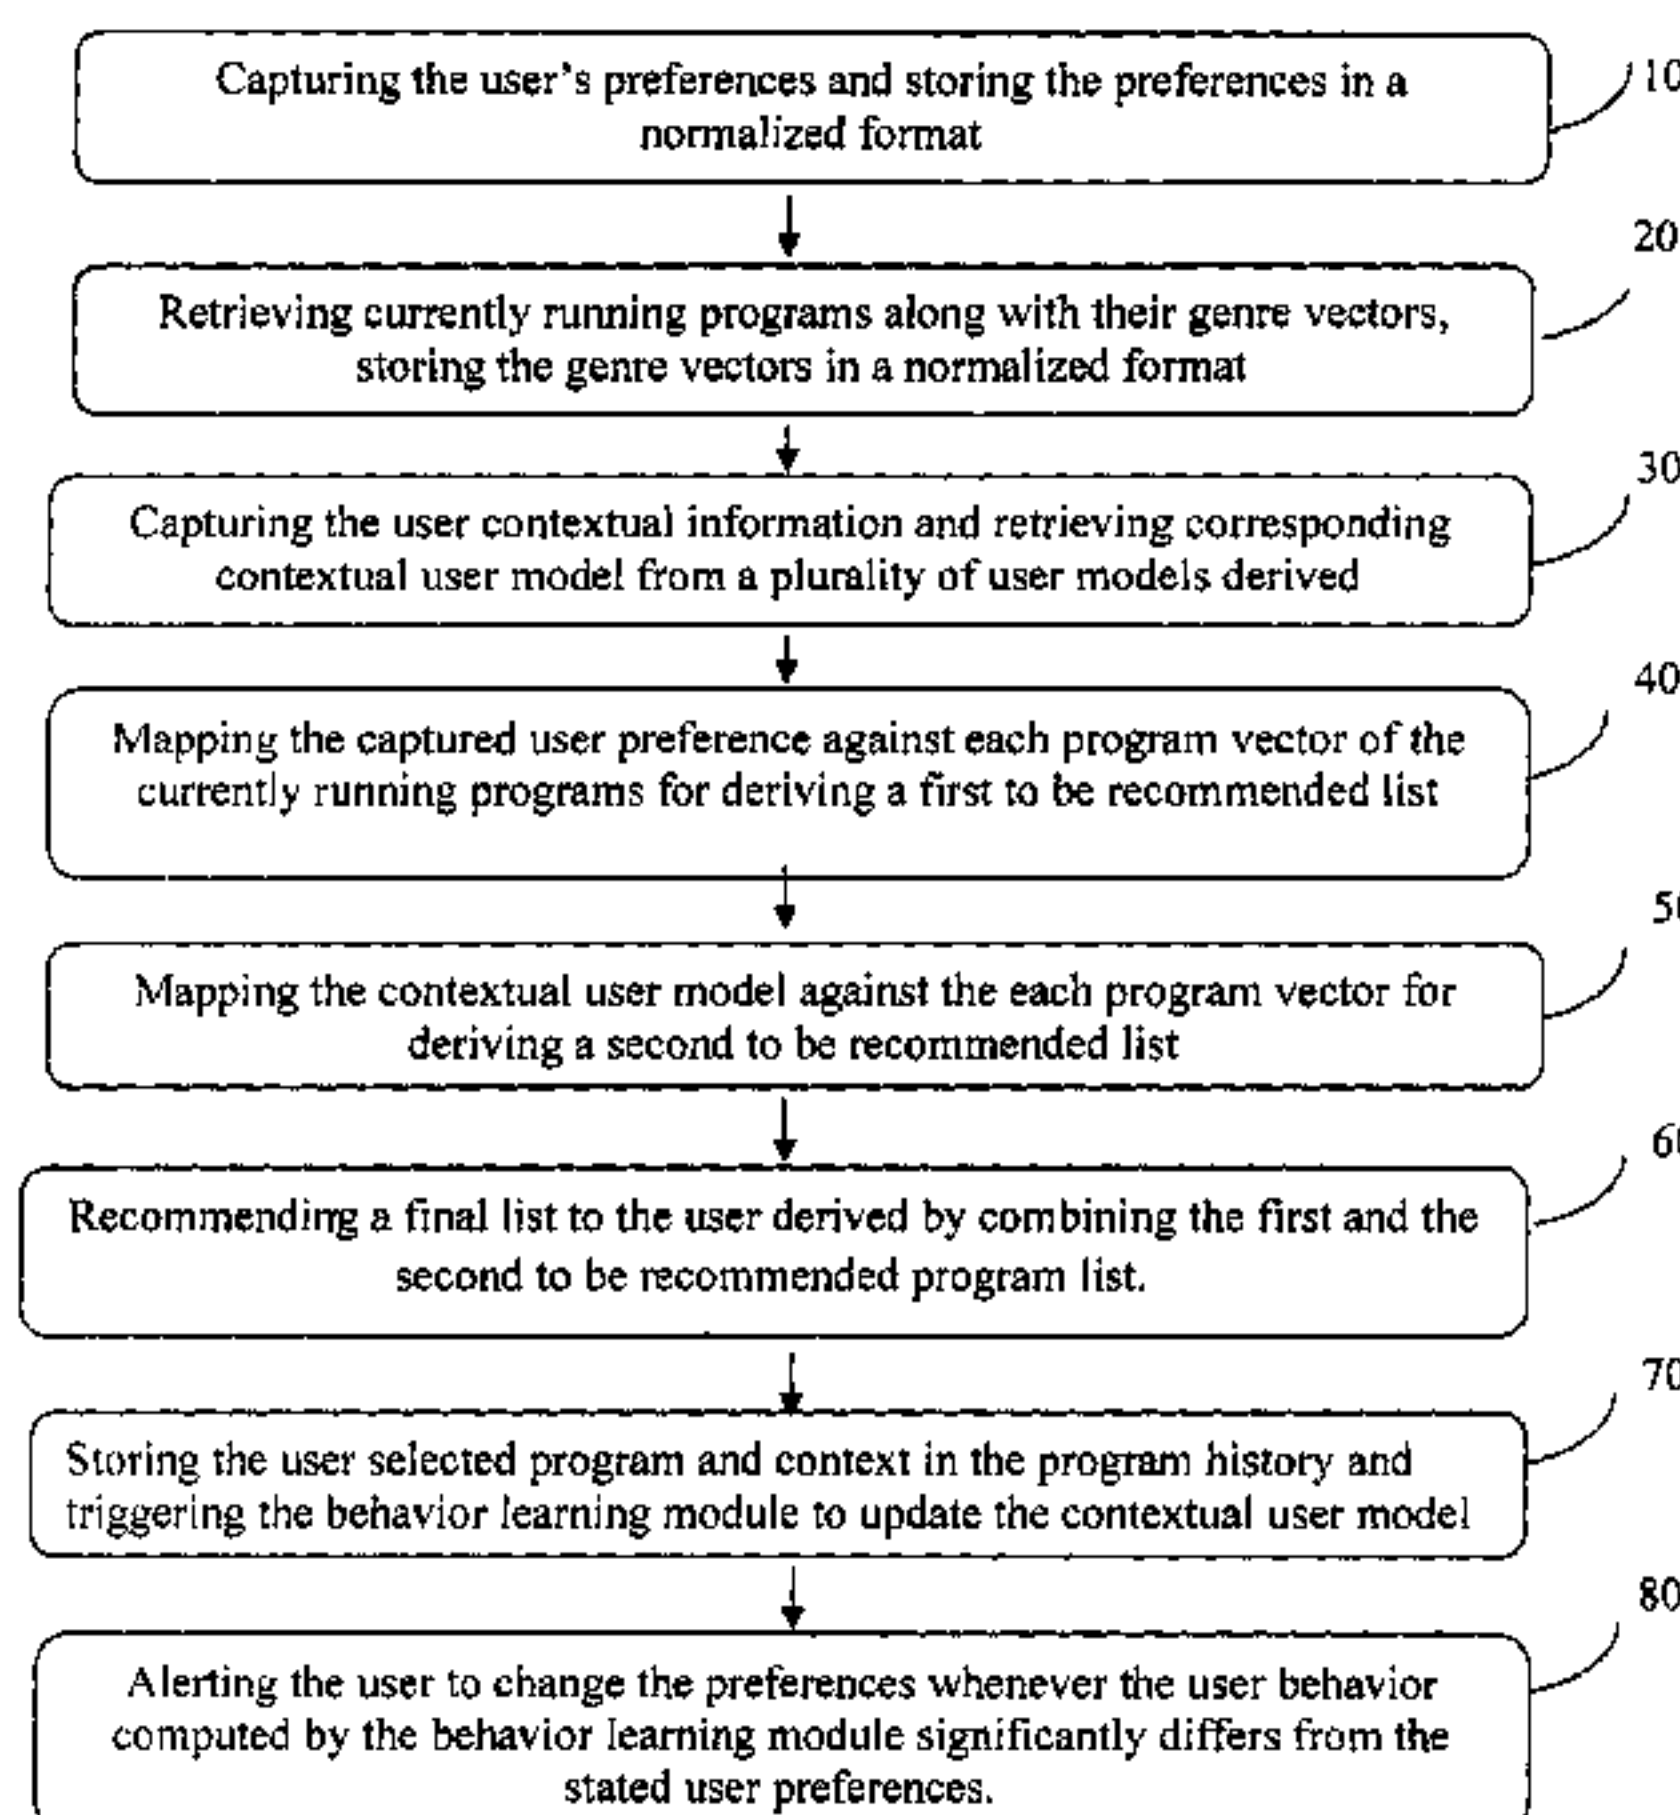 Capturing the user's preferences and storing the preferences in a
normalized format
10
20
Retrieving currently running programs along with their genre vectors,
storing the genre vectors in a normalized format
30
Capturing the user contextual information and retrieving corresponding
contextual user model from a plurality of user models derived
40
Mapping the captured user preference against each program vector of the
currently running programs for deriving a first to be recommended list
50
Mapping the contextual user model against the each program vector for
deriving a second to be recommended list
60
Recommending a final list to the user derived by combining the first and the
second to be recommended program list.
70
Storing the user selected program and context in the program history and
triggering the behavior learning module to update the contextual user model
80
Alerting the user to change the preferences whenever the user behavior
computed by the behavior learning module significantly differs from the
stated user preferences.